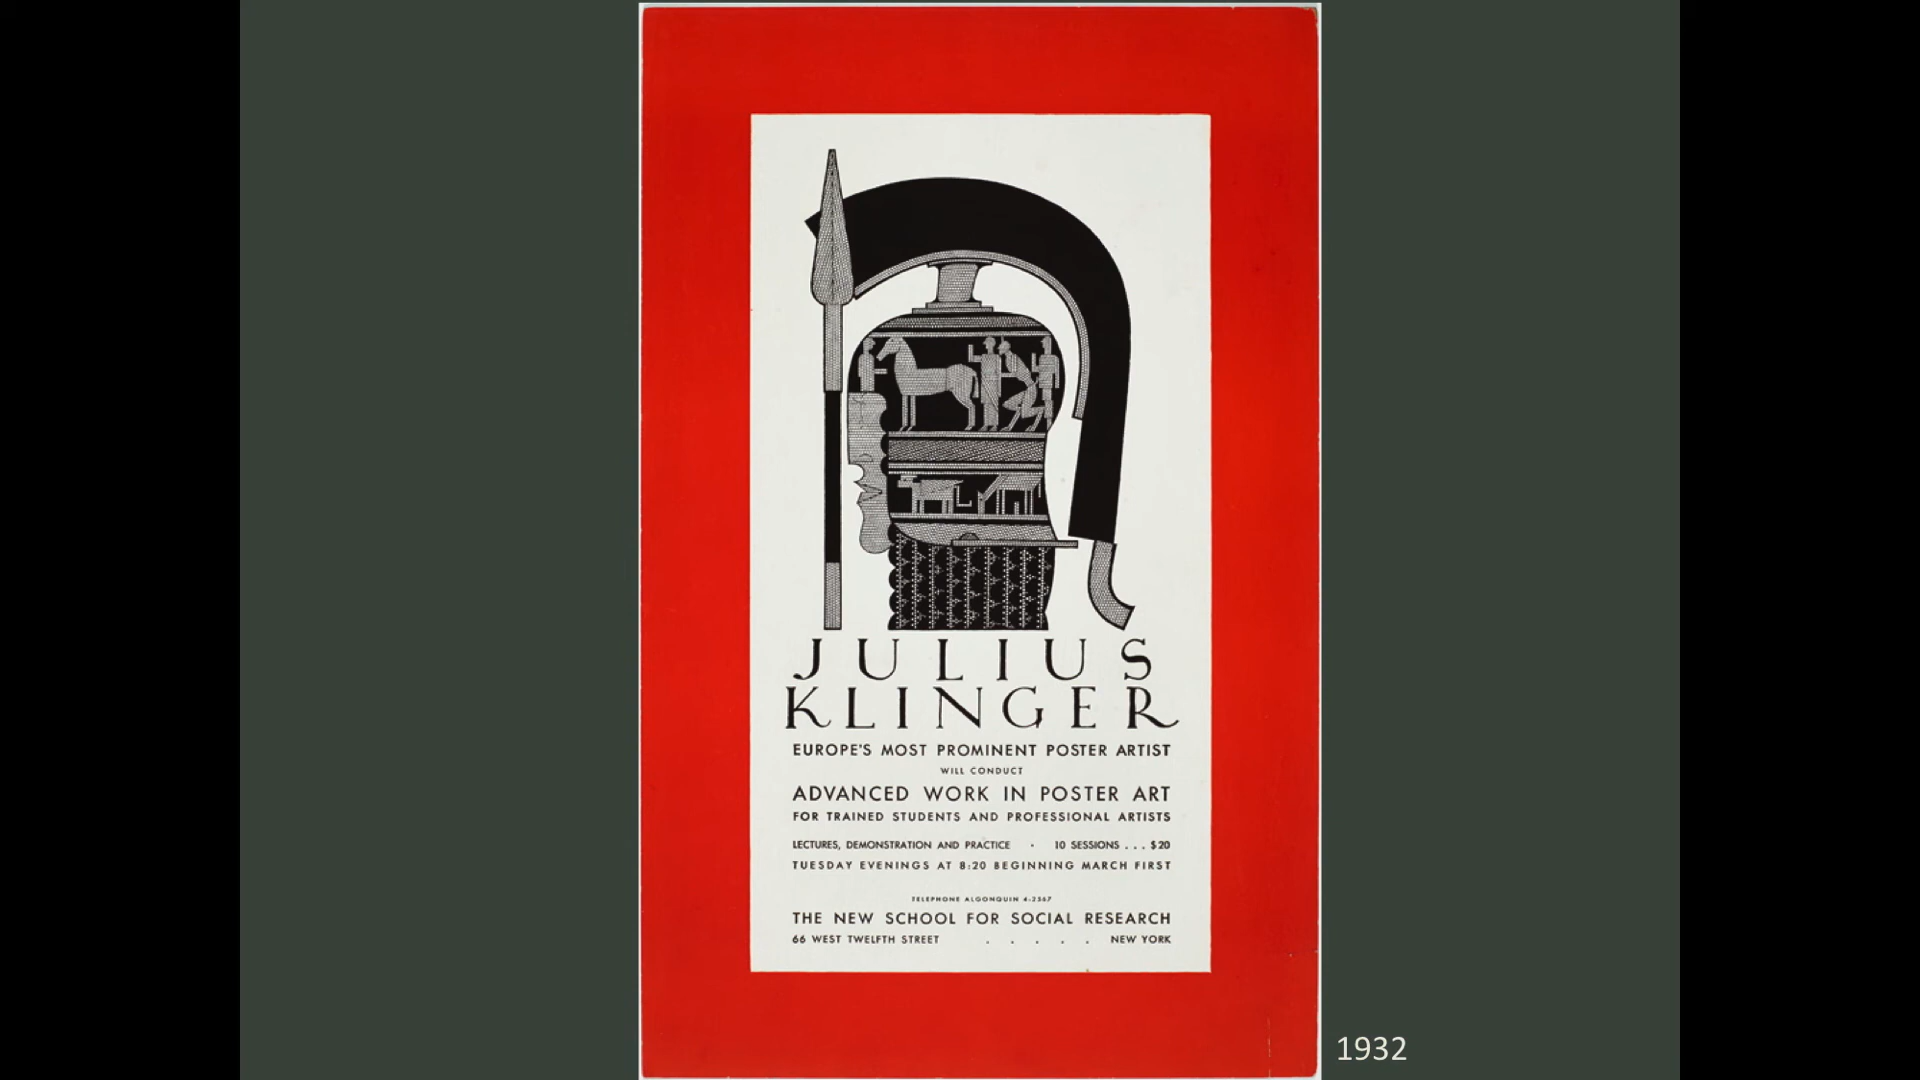 JULIUS
KLINGER
EUROPE'S MOST PROMINENT POSTER ARTIST
WILL CONDUCT
ADVANCED WORK IN POSTER ART
FOR TRAINED STUDENTS AND PROFESSIONAL ARTISTS
LECTURES, DEMONSTRATION AND PRACTICE · 10 SESSIONS . . . $20
TUESDAY EVENINGS AT 8:20 BEGINNING MARCH FIRST
TELEPHONE ALGONQUIN 4-2567
THE NEW SCHOOL FOR SOCIAL RESEARCH
66 WEST TWELFTH STREET . . . . . NEW YORK
1932